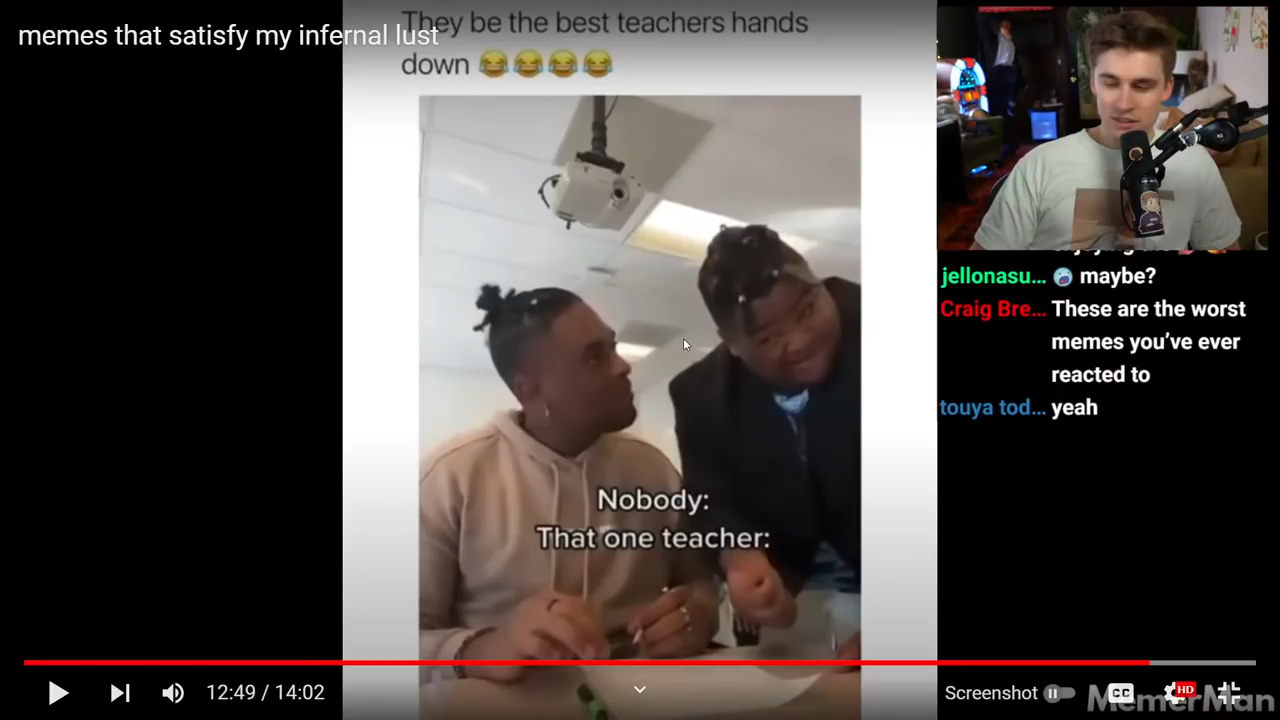 memes that satisfy my infernal lust
They be the best teachers hands
down 😂😂😂😂
Nobody:
That one teacher:
jellonasu... 😮 maybe?
Craig Bre... These are the worst
memes you’ve ever
reacted to
touya tod... yeah
12:49 / 14:02
Screenshot
CC
HD
MemerMan